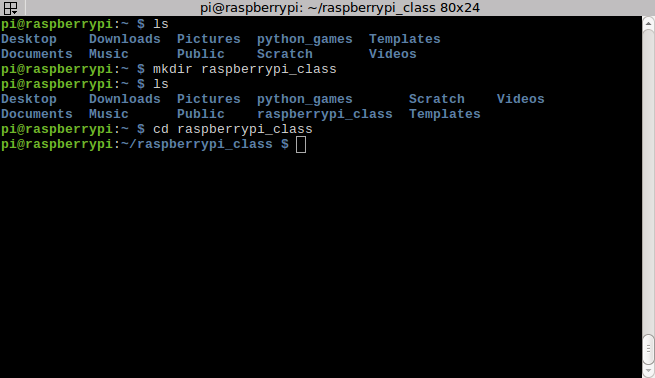 pi@raspberrypi: ~/raspberrypi_class 80x24
pi@raspberrypi:~ $ ls
Desktop    Downloads  Pictures  python_games  Templates
Documents  Music      Public    Scratch       Videos
pi@raspberrypi:~ $ mkdir raspberrypi_class
pi@raspberrypi:~ $ ls
Desktop    Downloads  Pictures  python_games       Scratch    Videos
Documents  Music      Public    raspberrypi_class  Templates
pi@raspberrypi:~ $ cd raspberrypi_class
pi@raspberrypi:~/raspberrypi_class $